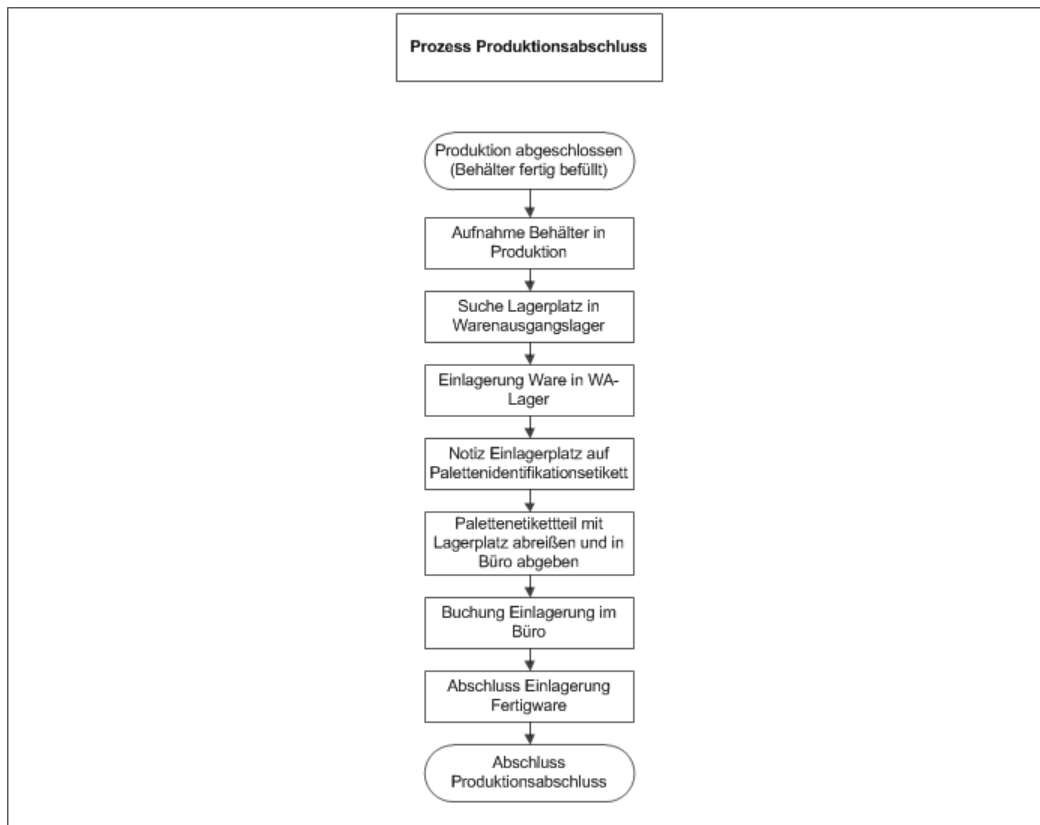 Prozess Produktionsabschluss
Produktion abgeschlossen
(Behälter fertig befüllt)
Aufnahme Behälter in
Produktion
Suche Lagerplatz in
Warenausgangslager
Einlagerung Ware in WA-
Lager
Notiz Einlagerplatz auf
Palettenidentifikationsetikett
Palettenetikettteil mit
Lagerplatz abreißen und in
Büro abgeben
Buchung Einlagerung im
Büro
Abschluss Einlagerung
Fertigware
Abschluss
Produktionsabschluss